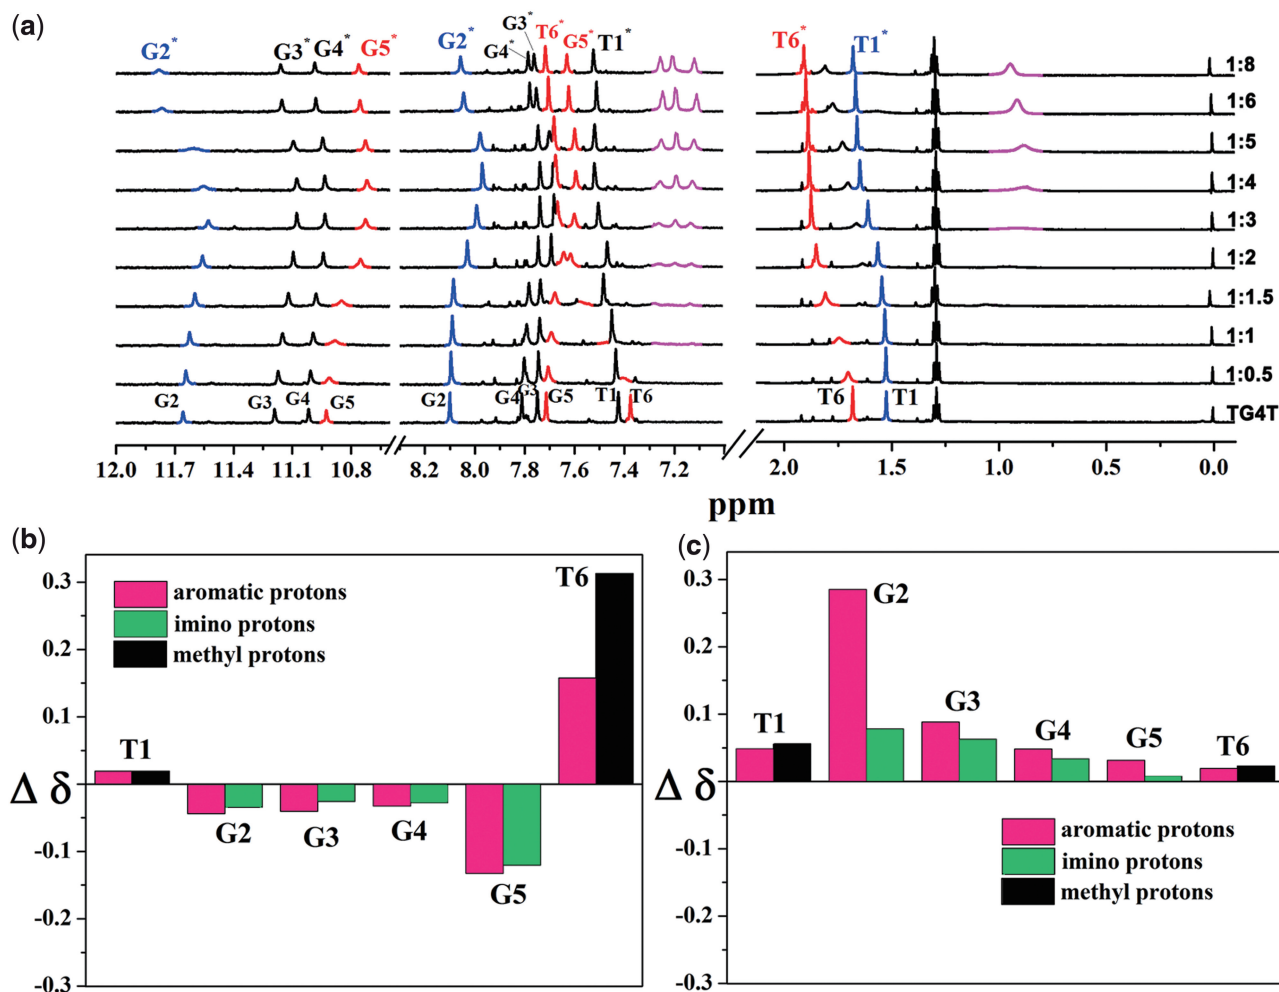 (a)
G2*
G3*
G4*
G5*
G2*
G4*
G3*
T6*
G5*
T1*
T6*
T1*
1:8
1:6
1:5
1:4
1:3
1:2
1:1.5
1:1
1:0.5
TG4T
G2
G3
G4
G5
G2
G4
G3
G5
T1
T6
T6
T1
12.0 11.7 11.4 11.1 10.8 8.2 8.0 7.8 7.6 7.4 7.2 2.0 1.5 1.0 0.5 0.0
ppm
(b)
0.3
0.2
0.1
Δ δ
-0.1
-0.2
-0.3
aromatic protons
imino protons
methyl protons
T1
G2
G3
G4
G5
T6
(c)
0.3
0.2
0.1
Δ δ
-0.1
-0.2
-0.3
T1
G2
G3
G4
G5
T6
aromatic protons
imino protons
methyl protons